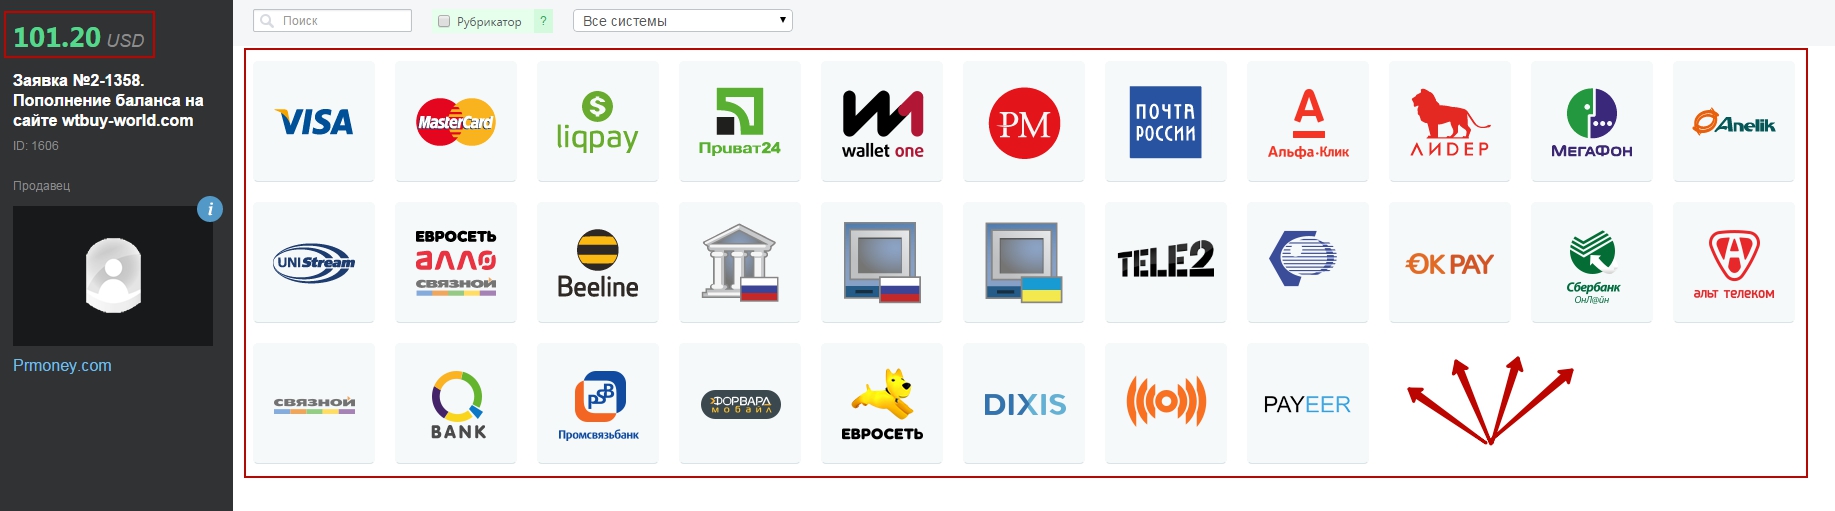 101.20 USD
Заявка №2-1358.
Пополнение баланса на
сайте wtbuy-world.com
ID: 1606
Продавец
i
Prmoney.com
Поиск
Рубрикатор
?
Все системы
VISA
MasterCard
$
liqpay
Приват24
wallet one
PM
ПОЧТА
РОССИИ
А
Альфа·Клик
ЛИДЕР
МЕГАФОН
Anelik
UNIStream
ЕВРОСЕТЬ
АЛЛО
СВЯЗНОЙ
Beeline
TELE2
OKPAY
Сбербанк
ОнЛ@йн
А
альт телеком
СВЯЗНОЙ
BANK
PSB
Промсвязьбанк
ФОРВАРД
МОБАЙЛ
ЕВРОСЕТЬ
DIXIS
PAYEER